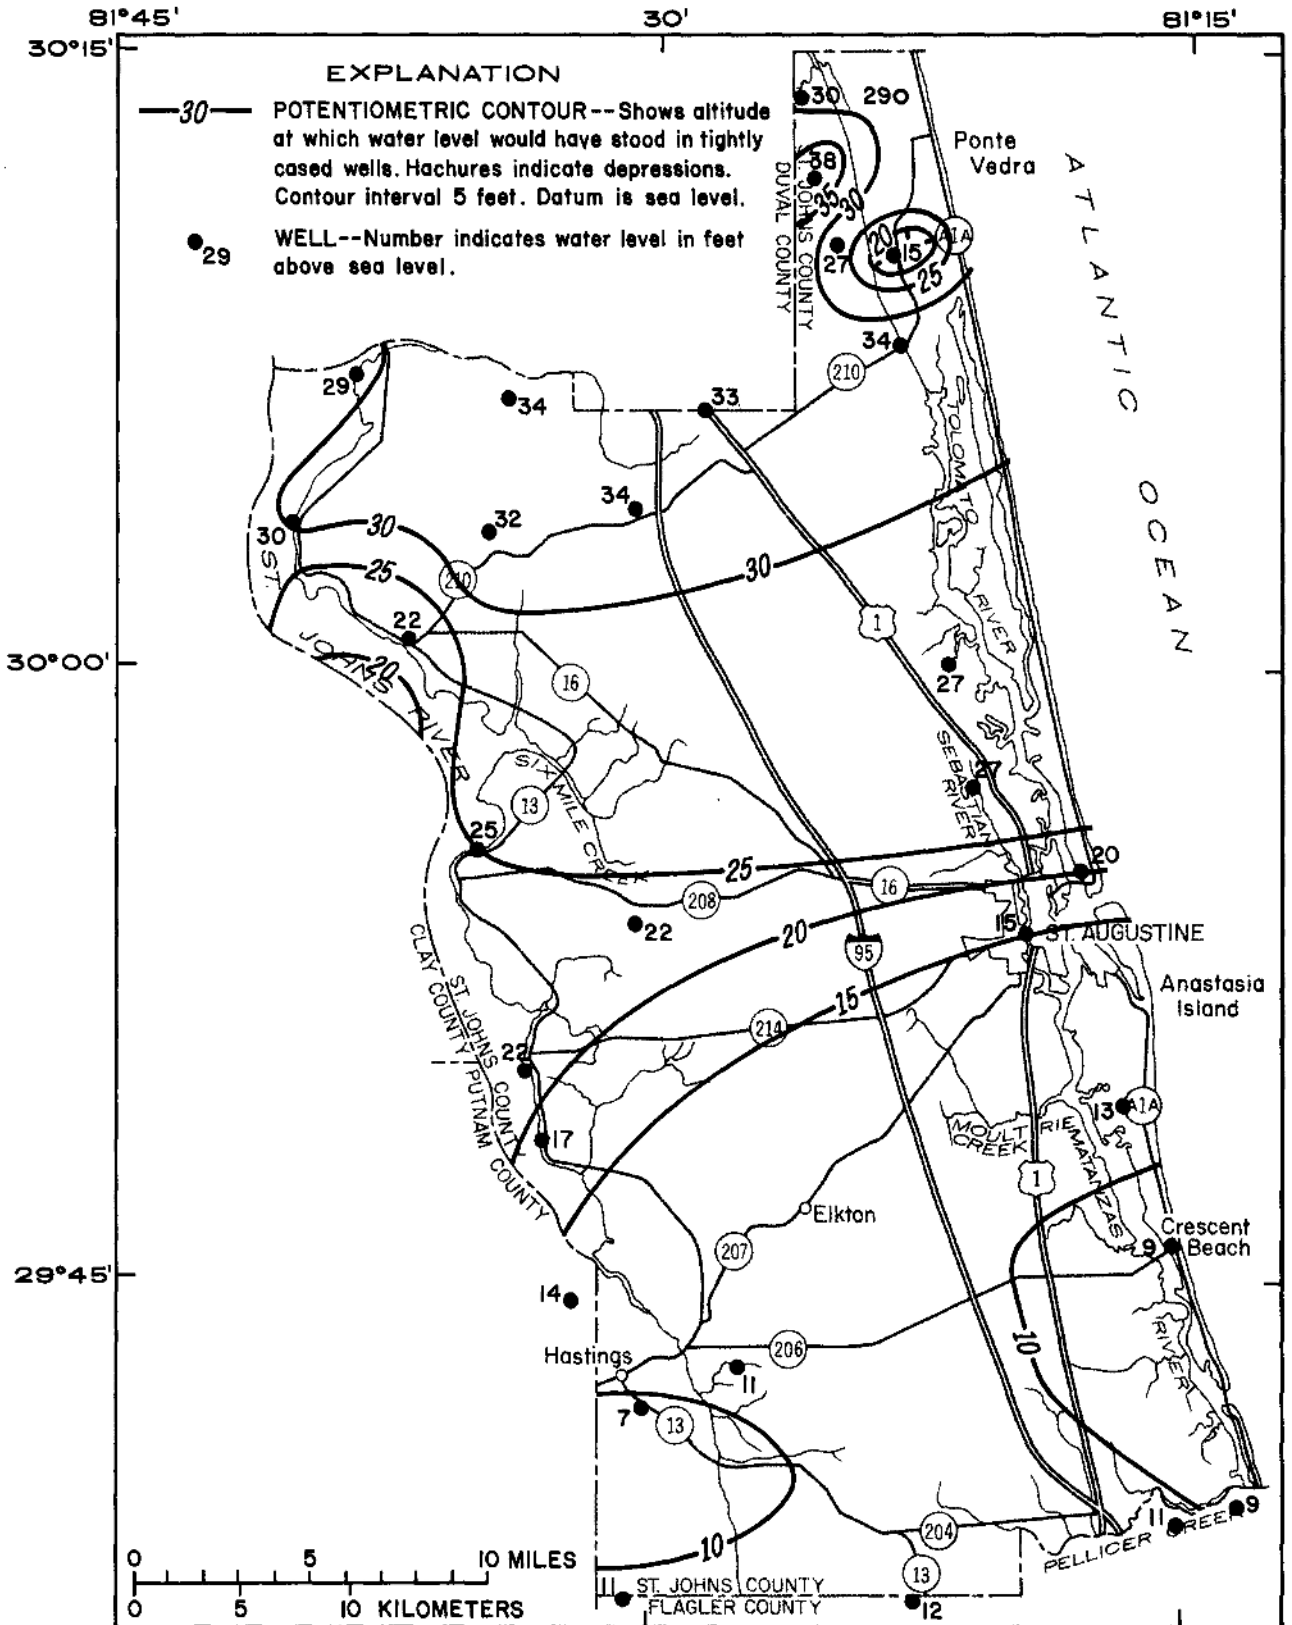 81°45'
30'
81°15'
30°15'
EXPLANATION
30
POTENTIOMETRIC CONTOUR--Shows altitude
at which water level would have stood in tightly
cased wells. Hachures indicate depressions.
Contour interval 5 feet. Datum is sea level.
29
WELL--Number indicates water level in feet
above sea level.
30
290
Ponte
Vedra
38
35
30
DUVAL COUNTY
ST. JOHNS COUNTY
27
20
15
25
A1A
ATLANTIC OCEAN
34
210
29
34
33
TOLOMATO RIVER
34
32
30
30
30
25
210
22
1
ST. JOHNS RIVER
20
30°00'
16
27
SIX MILE CREEK
13
SEBASTIAN
RIVER
27
25
25
20
16
208
22
20
15
ST. AUGUSTINE
95
15
Anastasia
Island
214
CLAY COUNTY
ST. JOHNS COUNTY
PUTNAM COUNTY
22
17
13
A1A
MOULTRIE
CREEK
MATANZAS RIVER
1
Elkton
207
Crescent
Beach
9
29°45'
14
10
206
Hastings
11
7
13
204
11
9
PELLICER CREEK
10
13
0 5 10 MILES
0 5 10 KILOMETERS
11
ST. JOHNS COUNTY
FLAGLER COUNTY
12